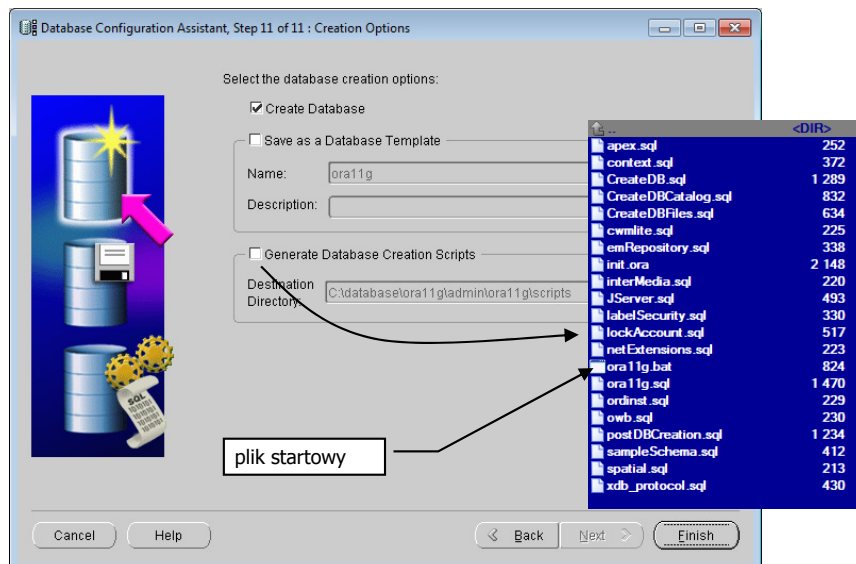 Database Configuration Assistant, Step 11 of 11 : Creation Options
Select the database creation options:
Create Database
Save as a Database Template
Name: ora11g
Description:
Generate Database Creation Scripts
Destination Directory: C:\database\ora11g\admin\ora11g\scripts
plik startowy
.. <DIR>
apex.sql 252
context.sql 372
CreateDB.sql 1 289
CreateDBCatalog.sql 832
CreateDBFiles.sql 634
cwmlite.sql 225
emRepository.sql 338
init.ora 2 148
interMedia.sql 220
JServer.sql 493
labelSecurity.sql 330
lockAccount.sql 517
netExtensions.sql 223
ora11g.bat 824
ora11g.sql 1 470
ordinst.sql 229
owb.sql 230
postDBCreation.sql 1 234
sampleSchema.sql 412
spatial.sql 213
xdb_protocol.sql 430
SQL
Cancel Help Back Next Finish